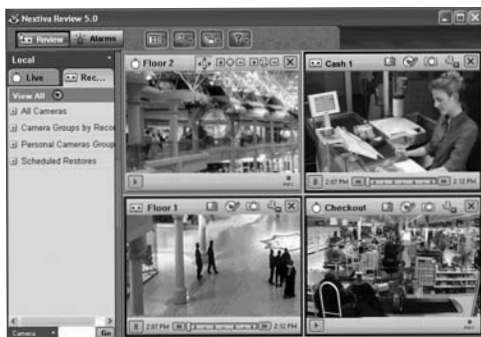 Nextiva Review 5.0
Review Alarms
Local
Live Rec...
View All
All Cameras
Camera Groups by Reco
Personal Cameras Group
Scheduled Restores
Camera Go
Floor 2
REC
Cash 1
2:07 PM 2:12 PM
Floor 1
2:07 PM 2:12 PM
Checkout
REC